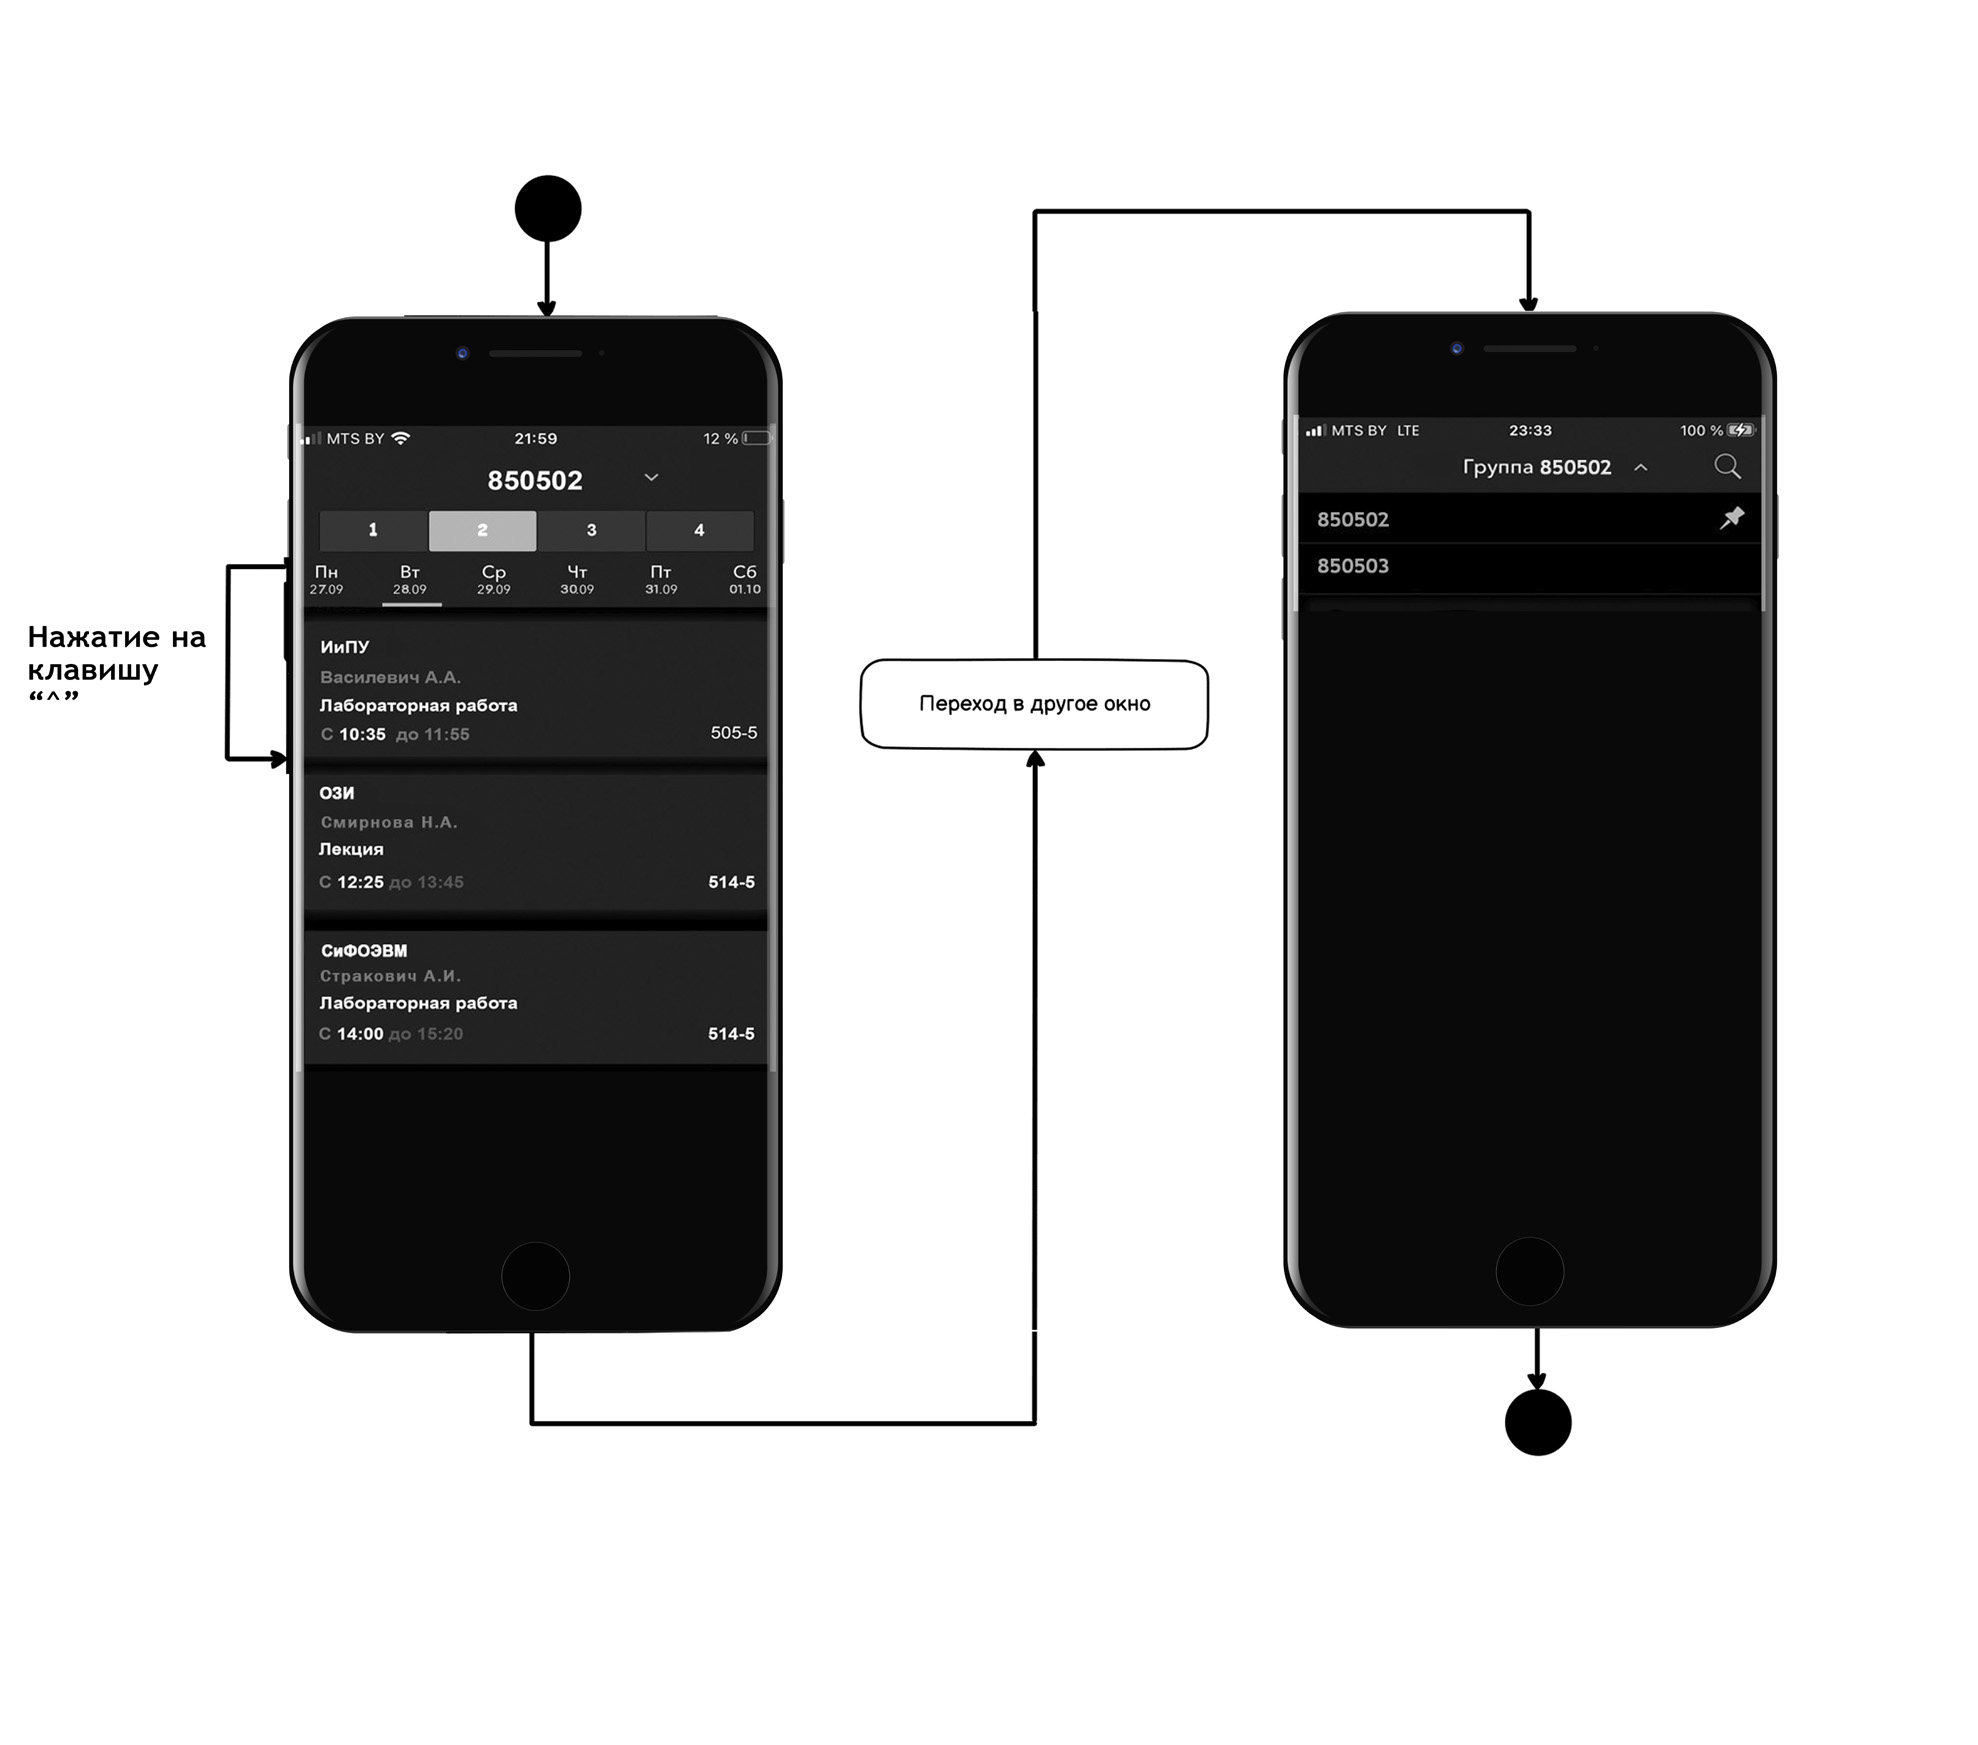 Нажатие на
клавишу
“^”
MTS BY 21:59 12 %
850502
1 2 3 4
Пн Вт Ср Чт Пт Сб
27.09 28.09 29.09 30.09 31.09 01.10
ИиПУ
Василевич А.А.
Лабораторная работа
С 10:35 до 11:55 505-5
ОЗИ
Смирнова Н.А.
Лекция
С 12:25 до 13:45 514-5
СиФОЭВМ
Стракович А.И.
Лабораторная работа
С 14:00 до 15:20 514-5
Переход в другое окно
MTS BY LTE 23:33 100 %
Группа 850502
850502
850503